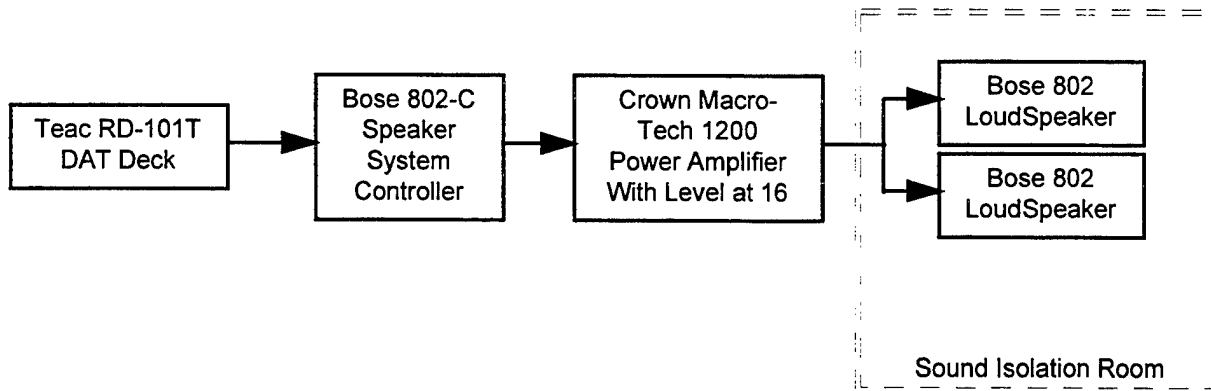 Teac RD-101T
DAT Deck
Bose 802-C
Speaker
System
Controller
Crown Macro-
Tech 1200
Power Amplifier
With Level at 16
Bose 802
LoudSpeaker
Bose 802
LoudSpeaker
Sound Isolation Room